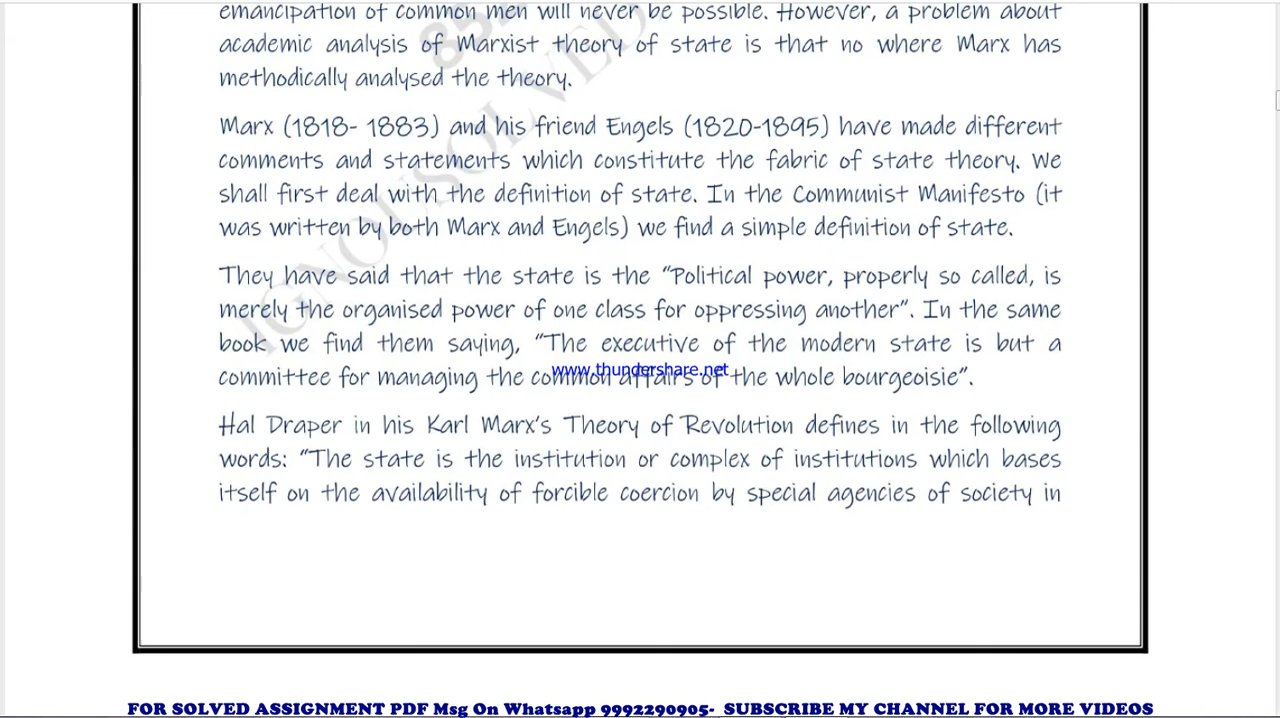 emancipation of common men will never be possible. However, a problem about
academic analysis of Marxist theory of state is that no where Marx has
methodically analysed the theory.
Marx (1818- 1883) and his friend Engels (1820-1895) have made different
comments and statements which constitute the fabric of state theory. We
shall first deal with the definition of state. In the Communist Manifesto (it
was written by both Marx and Engels) we find a simple definition of state.
They have said that the state is the “Political power, properly so called, is
merely the organised power of one class for oppressing another”. In the same
book we find them saying, “The executive of the modern state is but a
www.thundershare.net
committee for managing the common affairs of the whole bourgeoisie”.
Hal Draper in his Karl Marx’s Theory of Revolution defines in the following
words: “The state is the institution or complex of institutions which bases
itself on the availability of forcible coercion by special agencies of society in
IGNOUSOLVED
FOR SOLVED ASSIGNMENT PDF Msg On Whatsapp 9992290905- SUBSCRIBE MY CHANNEL FOR MORE VIDEOS